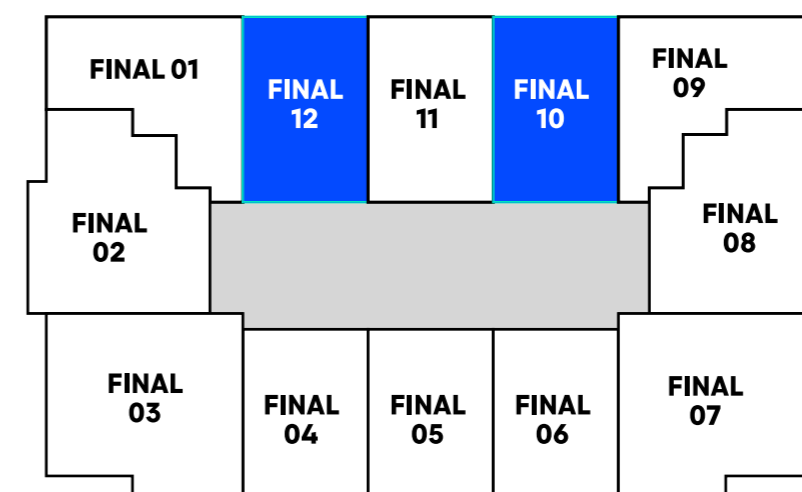 FINAL 01
FINAL
12
FINAL
11
FINAL
10
FINAL
09
FINAL
02
FINAL
08
FINAL
03
FINAL
04
FINAL
05
FINAL
06
FINAL
07